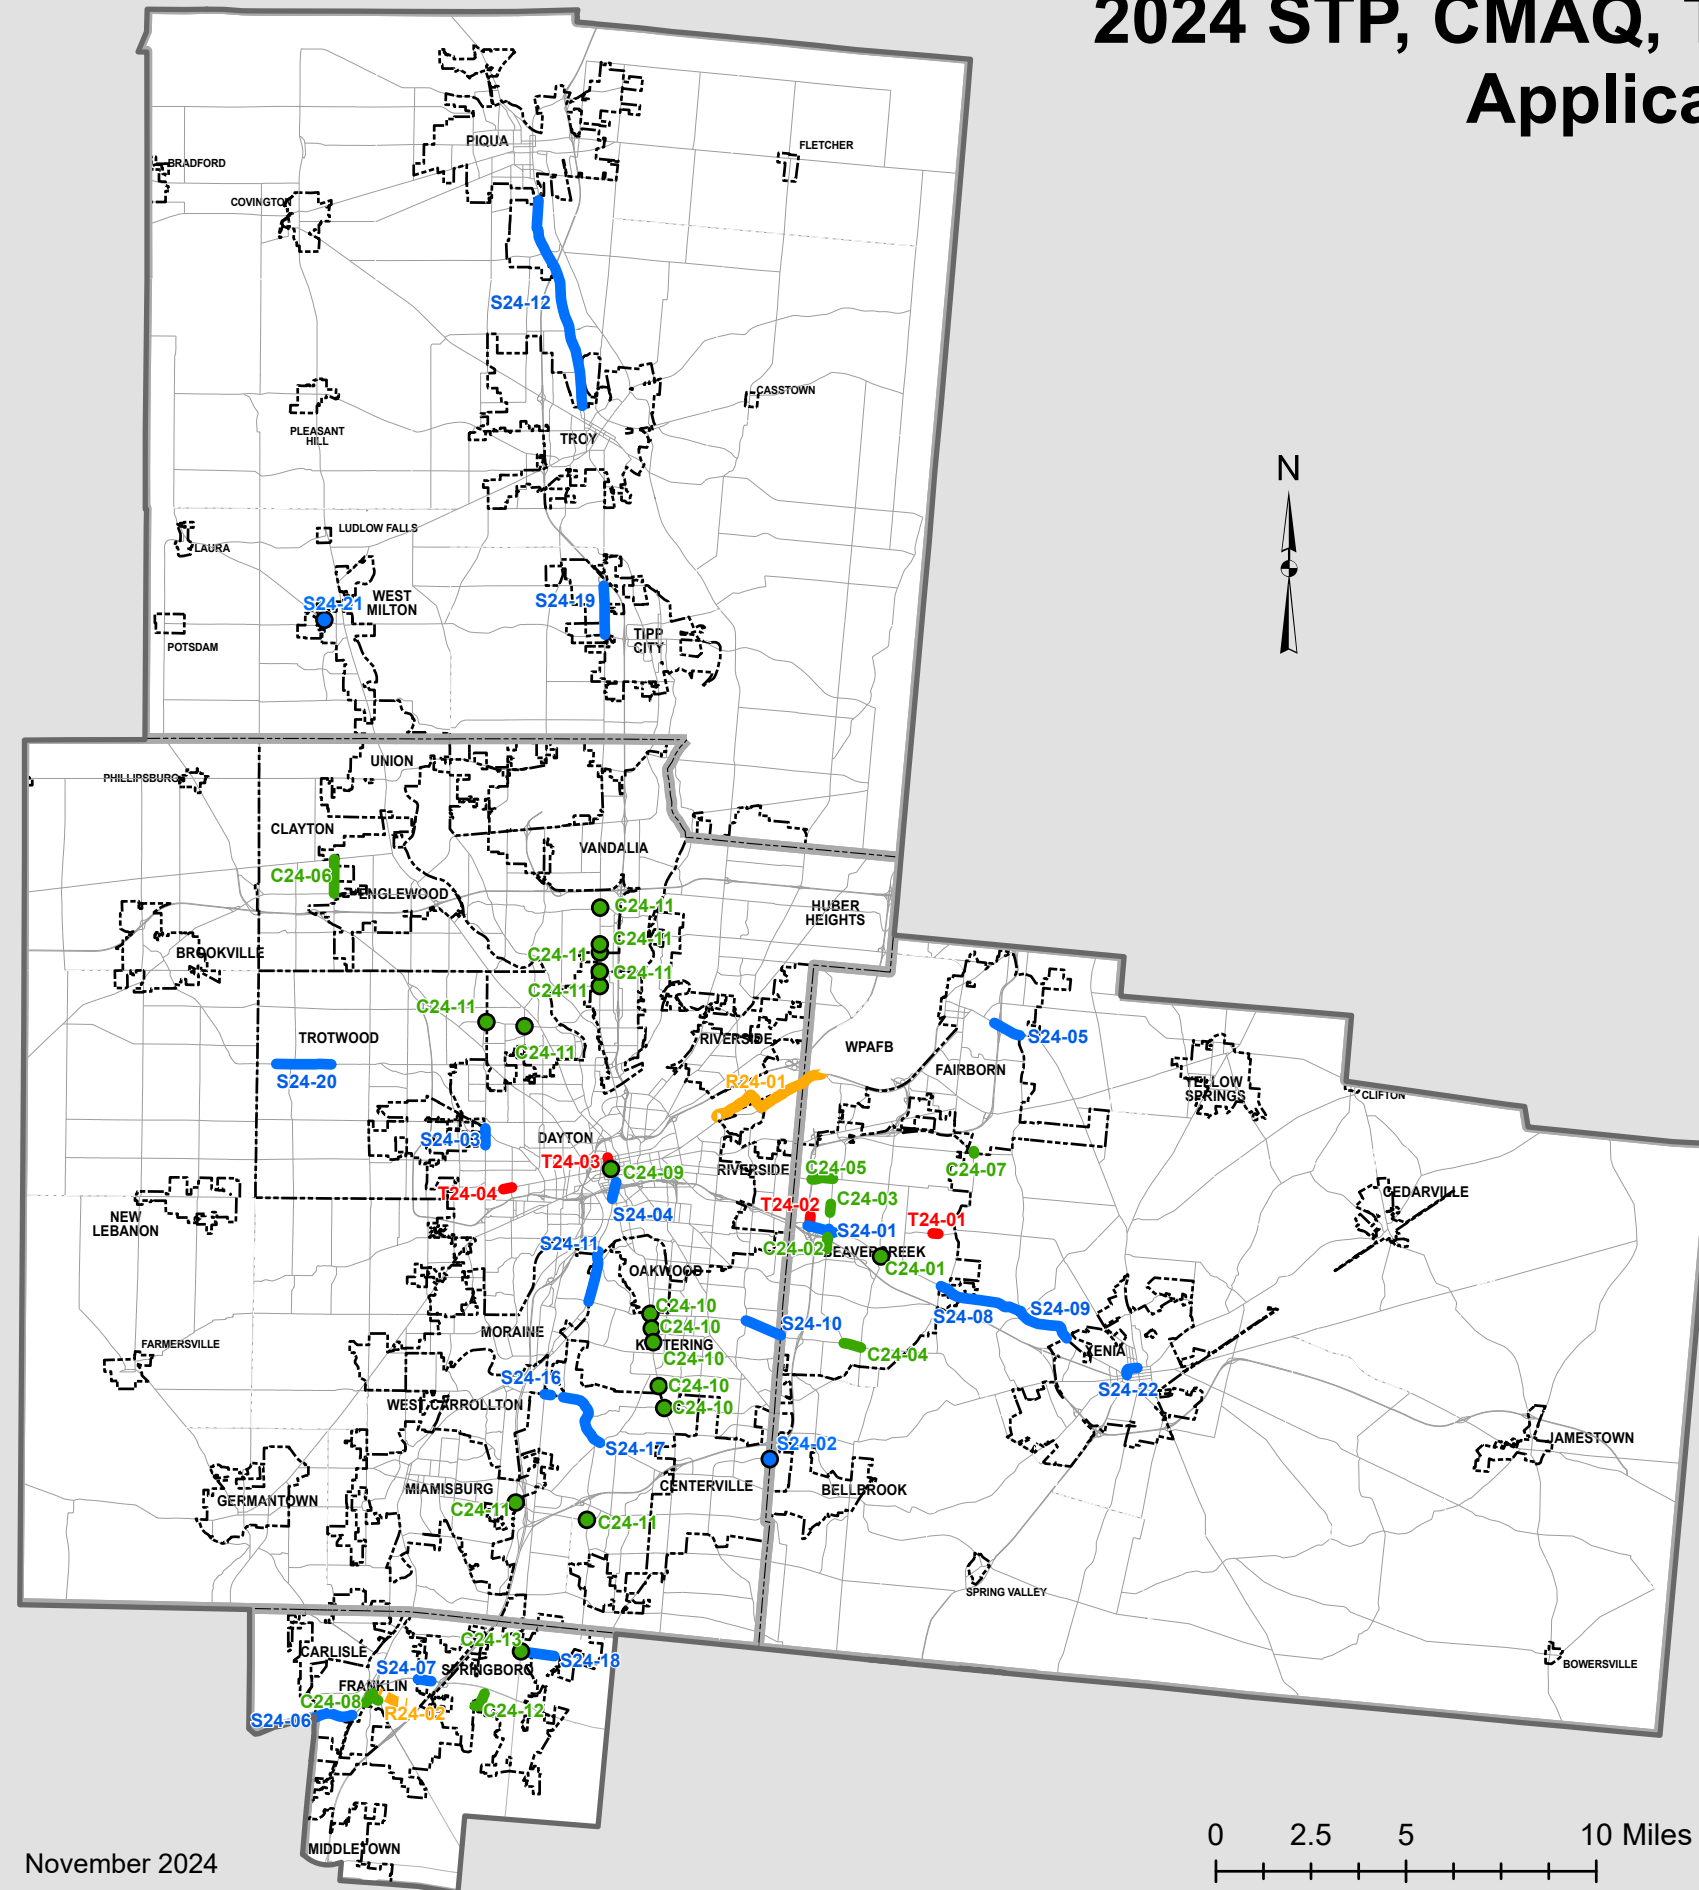 2024 STP, CMAQ, T
Applica
PIQUA
FLETCHER
BRADFORD
COVINGTON
S24-12
CASSTOWN
PLEASANT
HILL
TROY
N
LUDLOW FALLS
LAURA
S24-21
WEST
MILTON
S24-19
TIPP
CITY
POTSDAM
UNION
PHILLIPSBURG
CLAYTON
VANDALIA
C24-06
ENGLEWOOD
C24-11
HUBER
HEIGHTS
C24-11
C24-11
BROOKVILLE
C24-11
C24-11
C24-11
TROTWOOD
RIVERSIDE
S24-05
WPAFB
C24-11
FAIRBORN
S24-20
R24-01
YELLOW
SPRINGS
CLIFTON
S24-03
DAYTON
T24-03
C24-09
RIVERSIDE
C24-05
C24-07
T24-04
C24-03
CEDARVILLE
T24-02
NEW
LEBANON
S24-04
T24-01
S24-01
S24-11
C24-02
BEAVERCREEK
OAKWOOD
C24-01
C24-10
S24-09
S24-08
C24-10
S24-10
MORAINE
FARMERSVILLE
KETTERING
C24-10
C24-04
XENIA
S24-16
C24-10
S24-22
WEST CARROLLTON
C24-10
S24-17
S24-02
JAMESTOWN
MIAMISBURG
CENTERVILLE
BELLBROOK
GERMANTOWN
C24-11
C24-11
SPRING VALLEY
C24-13
CARLISLE
S24-18
S24-07
SPRINGBORO
BOWERSVILLE
FRANKLIN
C24-08
R24-02
C24-12
S24-06
MIDDLETOWN
November 2024
0 2.5 5 10 Miles